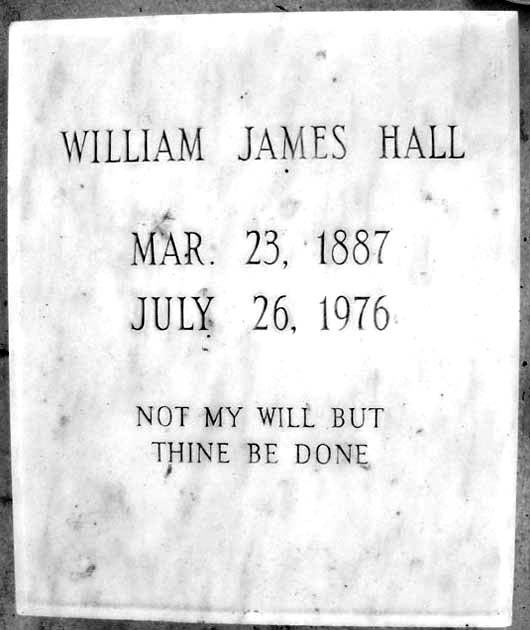 WILLIAM JAMES HALL
MAR. 23, 1887
JULY 26, 1976
NOT MY WILL BUT
THINE BE DONE